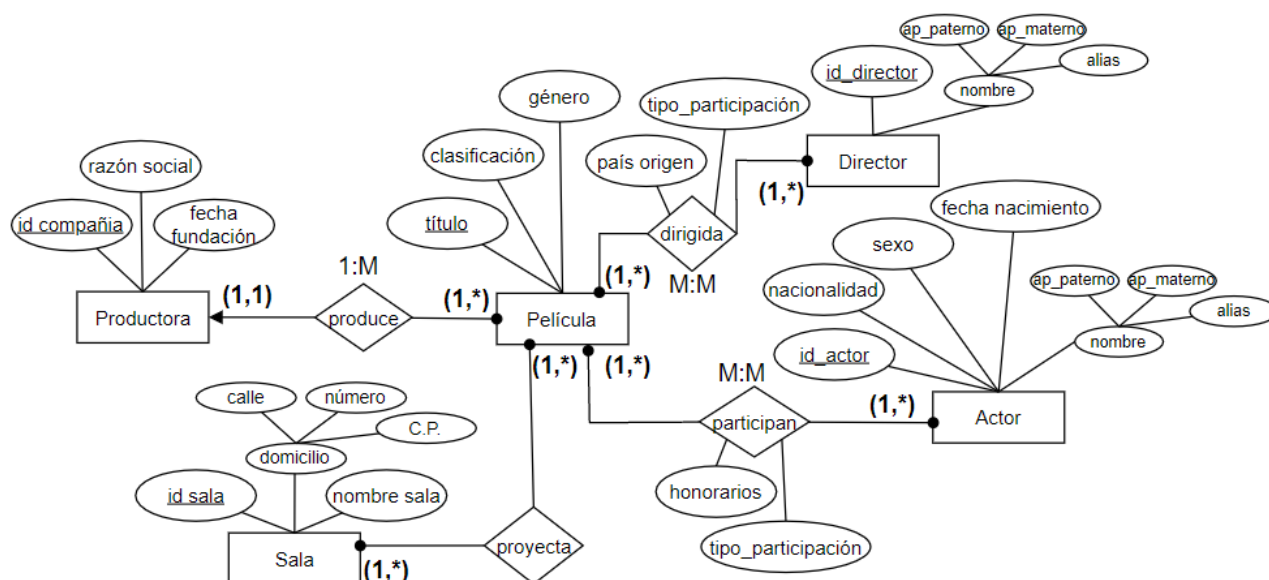 ap_paterno
ap_materno
alias
id_director
nombre
género
tipo_participación
clasificación
país origen
Director
razón social
(1,*)
fecha nacimiento
id compañia
fecha
fundación
título
dirigida
sexo
1:M
(1,*)
M:M
nacionalidad
ap_paterno
ap_materno
alias
nombre
(1,1)
(1,*)
Productora
produce
Película
id_actor
(1,*)
(1,*)
M:M
calle
número
C.P.
(1,*)
participan
Actor
domicilio
id sala
nombre sala
honorarios
tipo_participación
Sala
proyecta
(1,*)